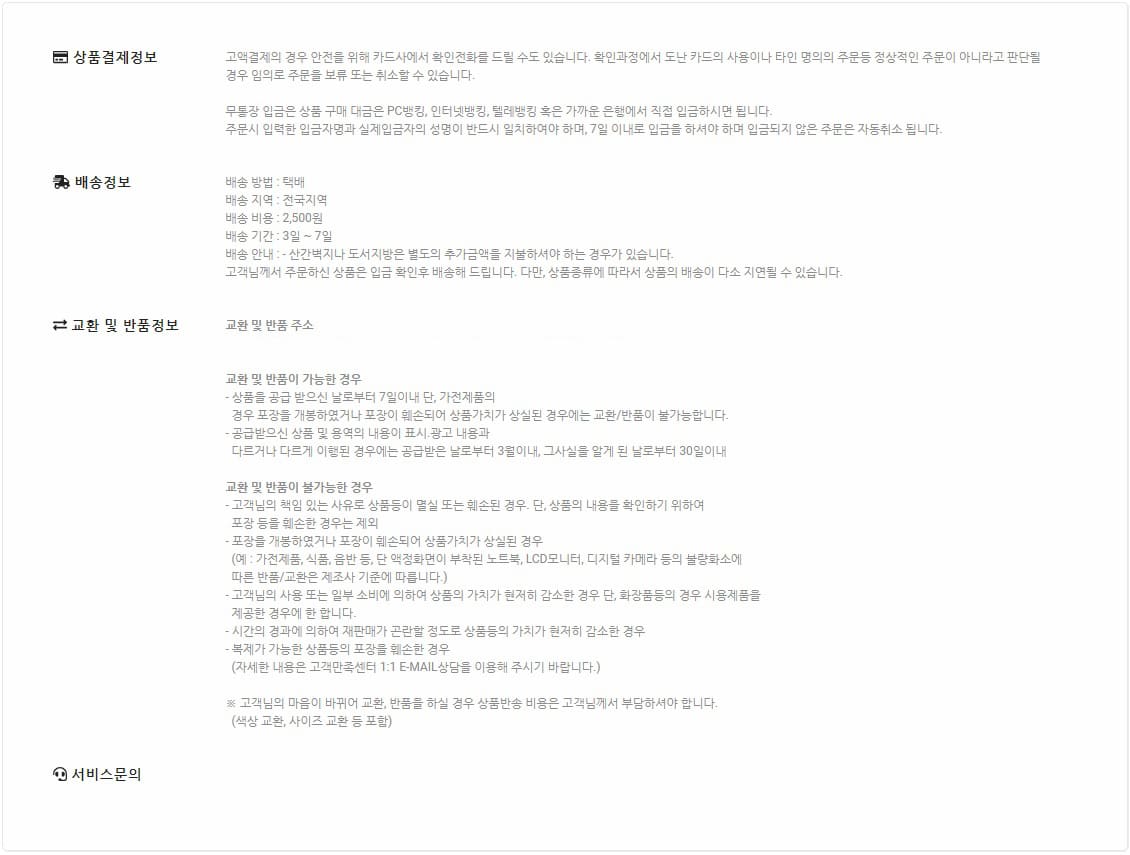 상품결제정보
고액결제의 경우 안전을 위해 카드사에서 확인전화를 드릴 수도 있습니다. 확인과정에서 도난 카드의 사용이나 타인 명의의 주문등 정상적인 주문이 아니라고 판단될
경우 임의로 주문을 보류 또는 취소할 수 있습니다.
무통장 입금은 상품 구매 대금은 PC뱅킹, 인터넷뱅킹, 텔레뱅킹 혹은 가까운 은행에서 직접 입금하시면 됩니다.
주문시 입력한 입금자명과 실제입금자의 성명이 반드시 일치하여야 하며, 7일 이내로 입금을 하셔야 하며 입금되지 않은 주문은 자동취소 됩니다.
배송정보
배송 방법 : 택배
배송 지역 : 전국지역
배송 비용 : 2,500원
배송 기간 : 3일 ~ 7일
배송 안내 : - 산간벽지나 도서지방은 별도의 추가금액을 지불하셔야 하는 경우가 있습니다.
고객님께서 주문하신 상품은 입금 확인후 배송해 드립니다. 다만, 상품종류에 따라서 상품의 배송이 다소 지연될 수 있습니다.
교환 및 반품정보
교환 및 반품 주소
교환 및 반품이 가능한 경우
- 상품을 공급 받으신 날로부터 7일이내 단, 가전제품의
경우 포장을 개봉하였거나 포장이 훼손되어 상품가치가 상실된 경우에는 교환/반품이 불가능합니다.
- 공급받으신 상품 및 용역의 내용이 표시.광고 내용과
다르거나 다르게 이행된 경우에는 공급받은 날로부터 3월이내, 그사실을 알게 된 날로부터 30일이내
교환 및 반품이 불가능한 경우
- 고객님의 책임 있는 사유로 상품등이 멸실 또는 훼손된 경우. 단, 상품의 내용을 확인하기 위하여
포장 등을 훼손한 경우는 제외
- 포장을 개봉하였거나 포장이 훼손되어 상품가치가 상실된 경우
(예 : 가전제품, 식품, 음반 등, 단 액정화면이 부착된 노트북, LCD모니터, 디지털 카메라 등의 불량화소에
따른 반품/교환은 제조사 기준에 따릅니다.)
- 고객님의 사용 또는 일부 소비에 의하여 상품의 가치가 현저히 감소한 경우 단, 화장품등의 경우 시용제품을
제공한 경우에 한 합니다.
- 시간의 경과에 의하여 재판매가 곤란할 정도로 상품등의 가치가 현저히 감소한 경우
- 복제가 가능한 상품등의 포장을 훼손한 경우
(자세한 내용은 고객만족센터 1:1 E-MAIL상담을 이용해 주시기 바랍니다.)
※ 고객님의 마음이 바뀌어 교환, 반품을 하실 경우 상품반송 비용은 고객님께서 부담하셔야 합니다.
(색상 교환, 사이즈 교환 등 포함)
서비스문의